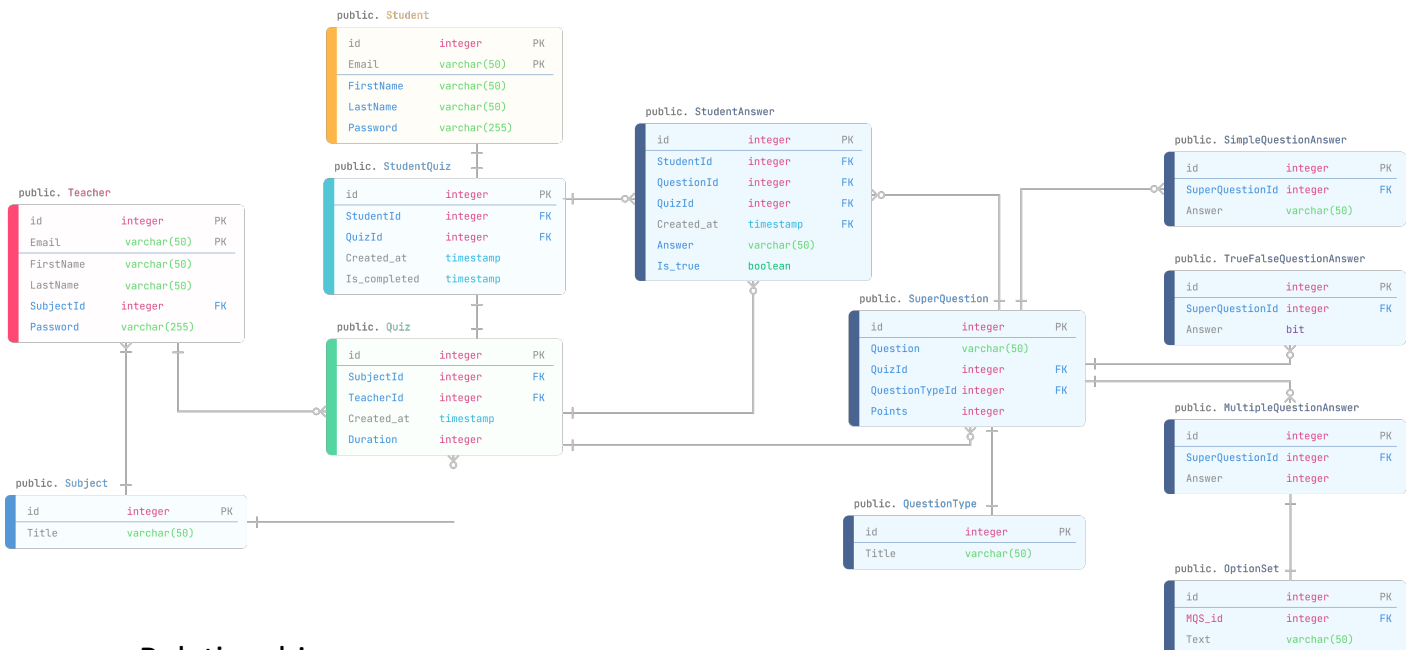 public. Student
id integer PK
Email varchar(50) PK
FirstName varchar(50)
LastName varchar(50)
Password varchar(255)
public. StudentQuiz
id integer PK
StudentId integer FK
QuizId integer FK
Created_at timestamp
Is_completed timestamp
public. StudentAnswer
id integer PK
StudentId integer FK
QuestionId integer FK
QuizId integer FK
Created_at timestamp FK
Answer varchar(50)
Is_true boolean
public. SimpleQuestionAnswer
id integer PK
SuperQuestionId integer FK
Answer varchar(50)
public. Teacher
id integer PK
Email varchar(50) PK
FirstName varchar(50)
LastName varchar(50)
SubjectId integer FK
Password varchar(255)
public. TrueFalseQuestionAnswer
id integer PK
SuperQuestionId integer FK
Answer bit
public. SuperQuestion
id integer PK
Question varchar(50)
QuizId integer FK
QuestionTypeId integer FK
Points integer
public. Quiz
id integer PK
SubjectId integer FK
TeacherId integer FK
Created_at timestamp
Duration integer
public. MultipleQuestionAnswer
id integer PK
SuperQuestionId integer FK
Answer integer
public. Subject
id integer PK
Title varchar(50)
public. QuestionType
id integer PK
Title varchar(50)
public. OptionSet
id integer PK
MQS_id integer FK
Text varchar(50)